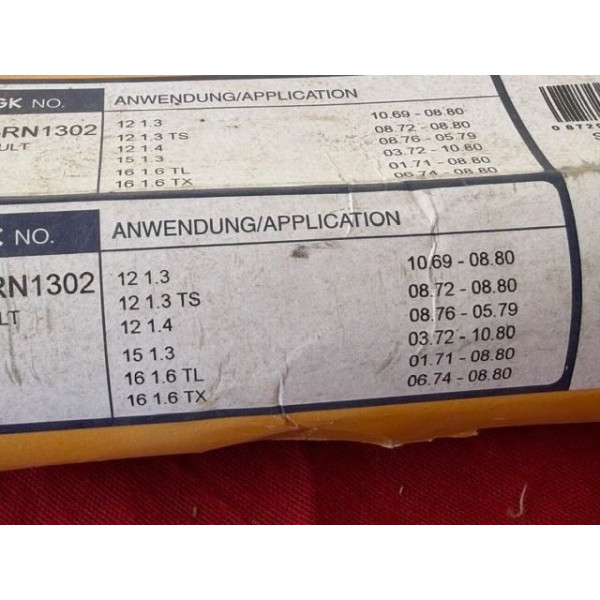 GK NO. ANWENDUNG/APPLICATION
RN1302 12 1.3 10.69 - 08.80
ULT 12 1.3 TS 08.72 - 08.80
12 1.4 08.76 - 05.79
15 1.3 03.72 - 10.80
16 1.6 TL 01.71 - 08.80
16 1.6 TX 06.74 - 08.80
0 872
S
NO. ANWENDUNG/APPLICATION
RN1302 12 1.3 10.69 - 08.80
LT 12 1.3 TS 08.72 - 08.80
12 1.4 08.76 - 05.79
15 1.3 03.72 - 10.80
16 1.6 TL 01.71 - 08.80
16 1.6 TX 06.74 - 08.80